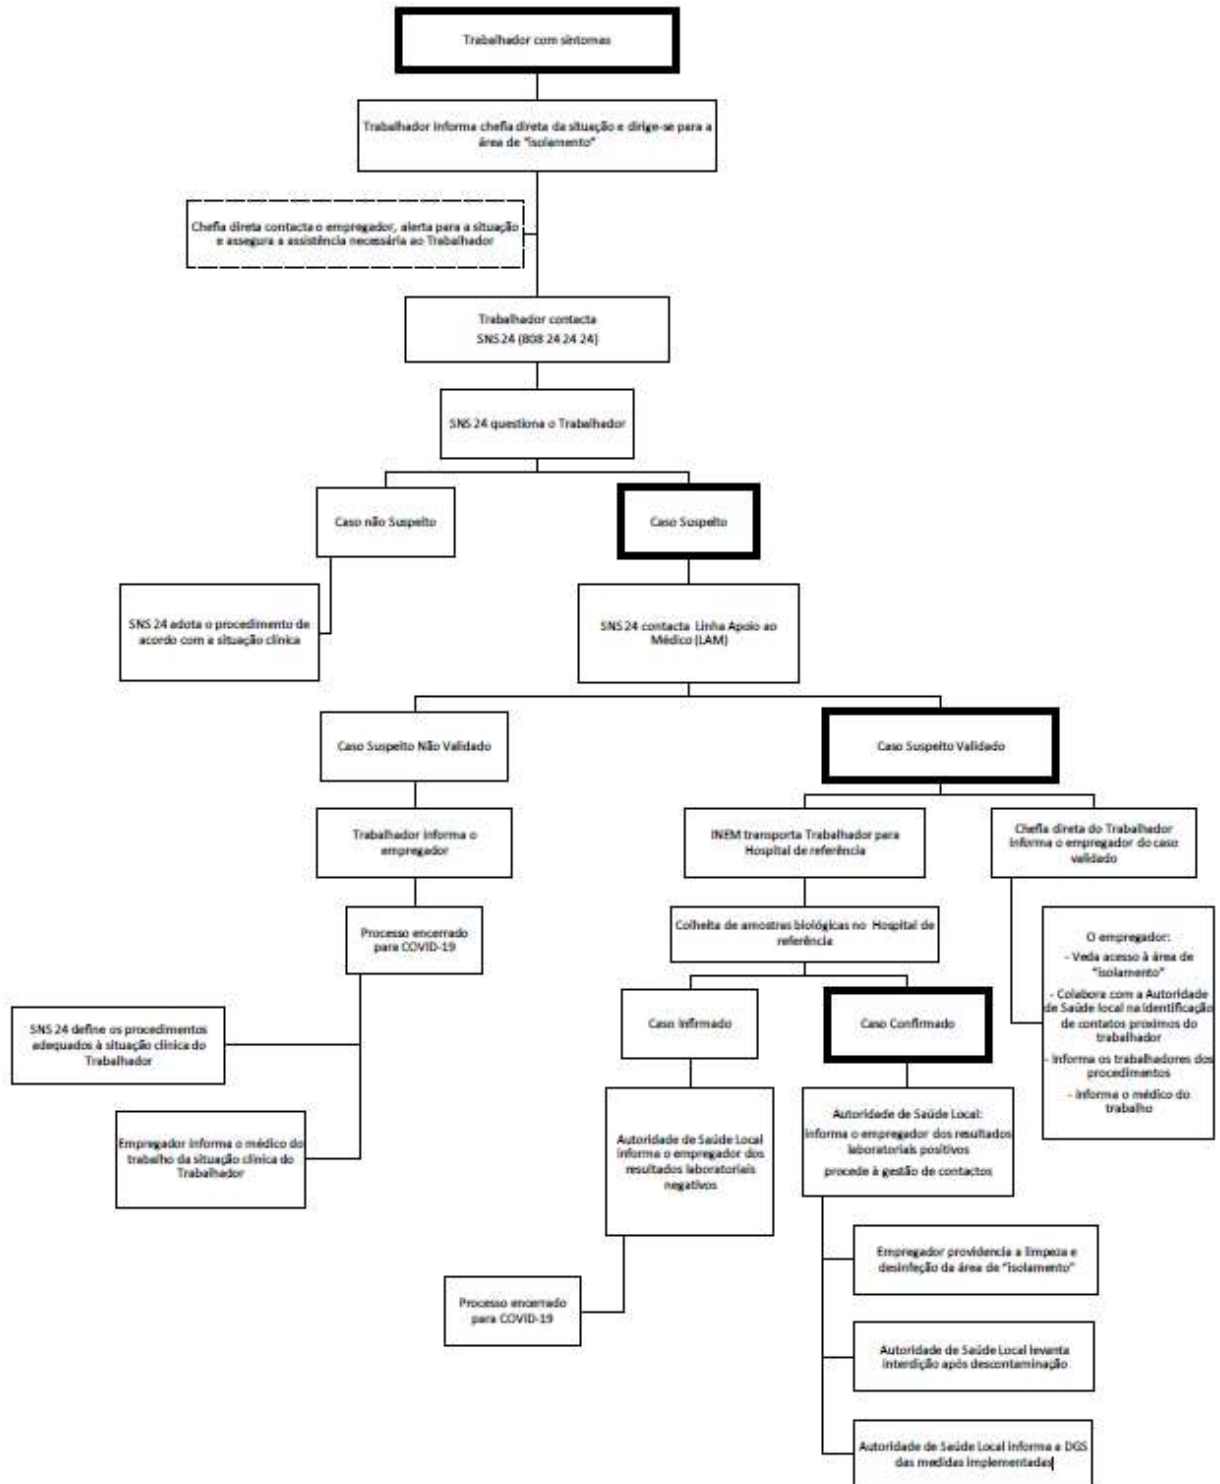 Trabalhador com sintomas
Trabalhador informa chefia direta da situação e dirige-se para a
área de "isolamento"
Chefia direta contacta o empregador, alerta para a situação
e assegura a assistência necessária ao Trabalhador
Trabalhador contacta
SNS24 (808 24 24 24)
SNS 24 questiona o Trabalhador
Caso não Suspeito
Caso Suspeito
SNS 24 adota o procedimento de
acordo com a situação clínica
SNS 24 contacta Linha Apoio ao
Médico (LAM)
Caso Suspeito Não Validado
Caso Suspeito Validado
Trabalhador informa o
empregador
INEM transporta Trabalhador para
Hospital de referência
Chefia direta do Trabalhador
informa o empregador do caso
validado
Processo encerrado
para COVID-19
Colheita de amostras biológicas no Hospital de
referência
O empregador:
- Veda acesso à área de
"isolamento"
- Colabora com a Autoridade
de Saúde local na identificação
de contatos proximos do
trabalhador
- Informa os trabalhadores dos
procedimentos
- Informa o médico do
trabalho
SNS 24 define os procedimentos
adequados à situação clínica do
Trabalhador
Caso Infirmado
Caso Confirmado
Empregador informa o médico do
trabalho da situação clínica do
Trabalhador
Autoridade de Saúde Local
informa o empregador dos
resultados laboratoriais
negativos
Autoridade de Saúde Local:
informa o empregador dos resultados
laboratoriais positivos
procede à gestão de contactos
Empregador providencia a limpeza e
desinfeção da área de "isolamento"
Processo encerrado
para COVID-19
Autoridade de Saúde Local levanta
interdição após descontaminação
Autoridade de Saúde Local informa a DGS
das medidas implementadas